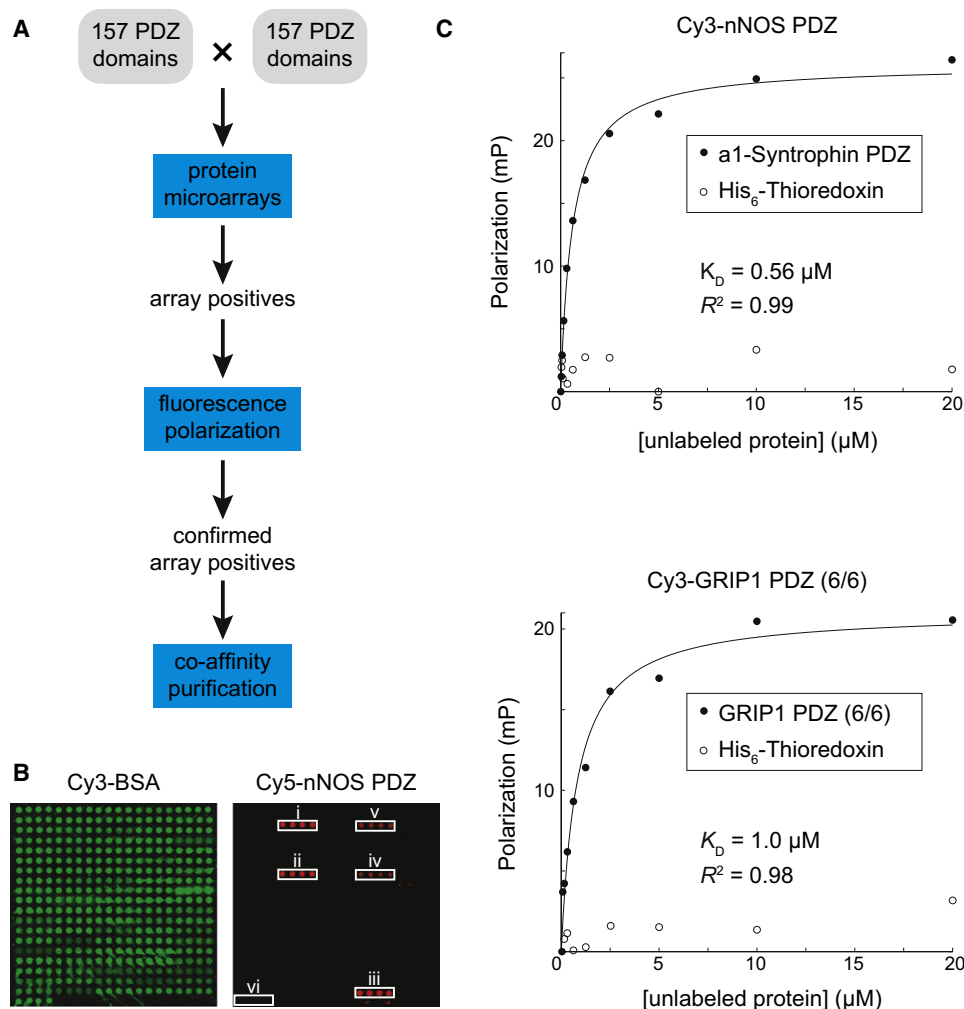 A
157 PDZ
domains
×
157 PDZ
domains
protein
microarrays
array positives
fluorescence
polarization
confirmed
array positives
co-affinity
purification
B
Cy3-BSA
Cy5-nNOS PDZ
i
v
ii
iv
vi
iii
C
Cy3-nNOS PDZ
Polarization (mP)
20
10
a1-Syntrophin PDZ
His₆-Thioredoxin
K_D = 0.56 µM
R² = 0.99
0
5
10
15
20
[unlabeled protein] (µM)
Cy3-GRIP1 PDZ (6/6)
Polarization (mP)
20
10
GRIP1 PDZ (6/6)
His₆-Thioredoxin
K_D = 1.0 µM
R² = 0.98
0
5
10
15
20
[unlabeled protein] (µM)